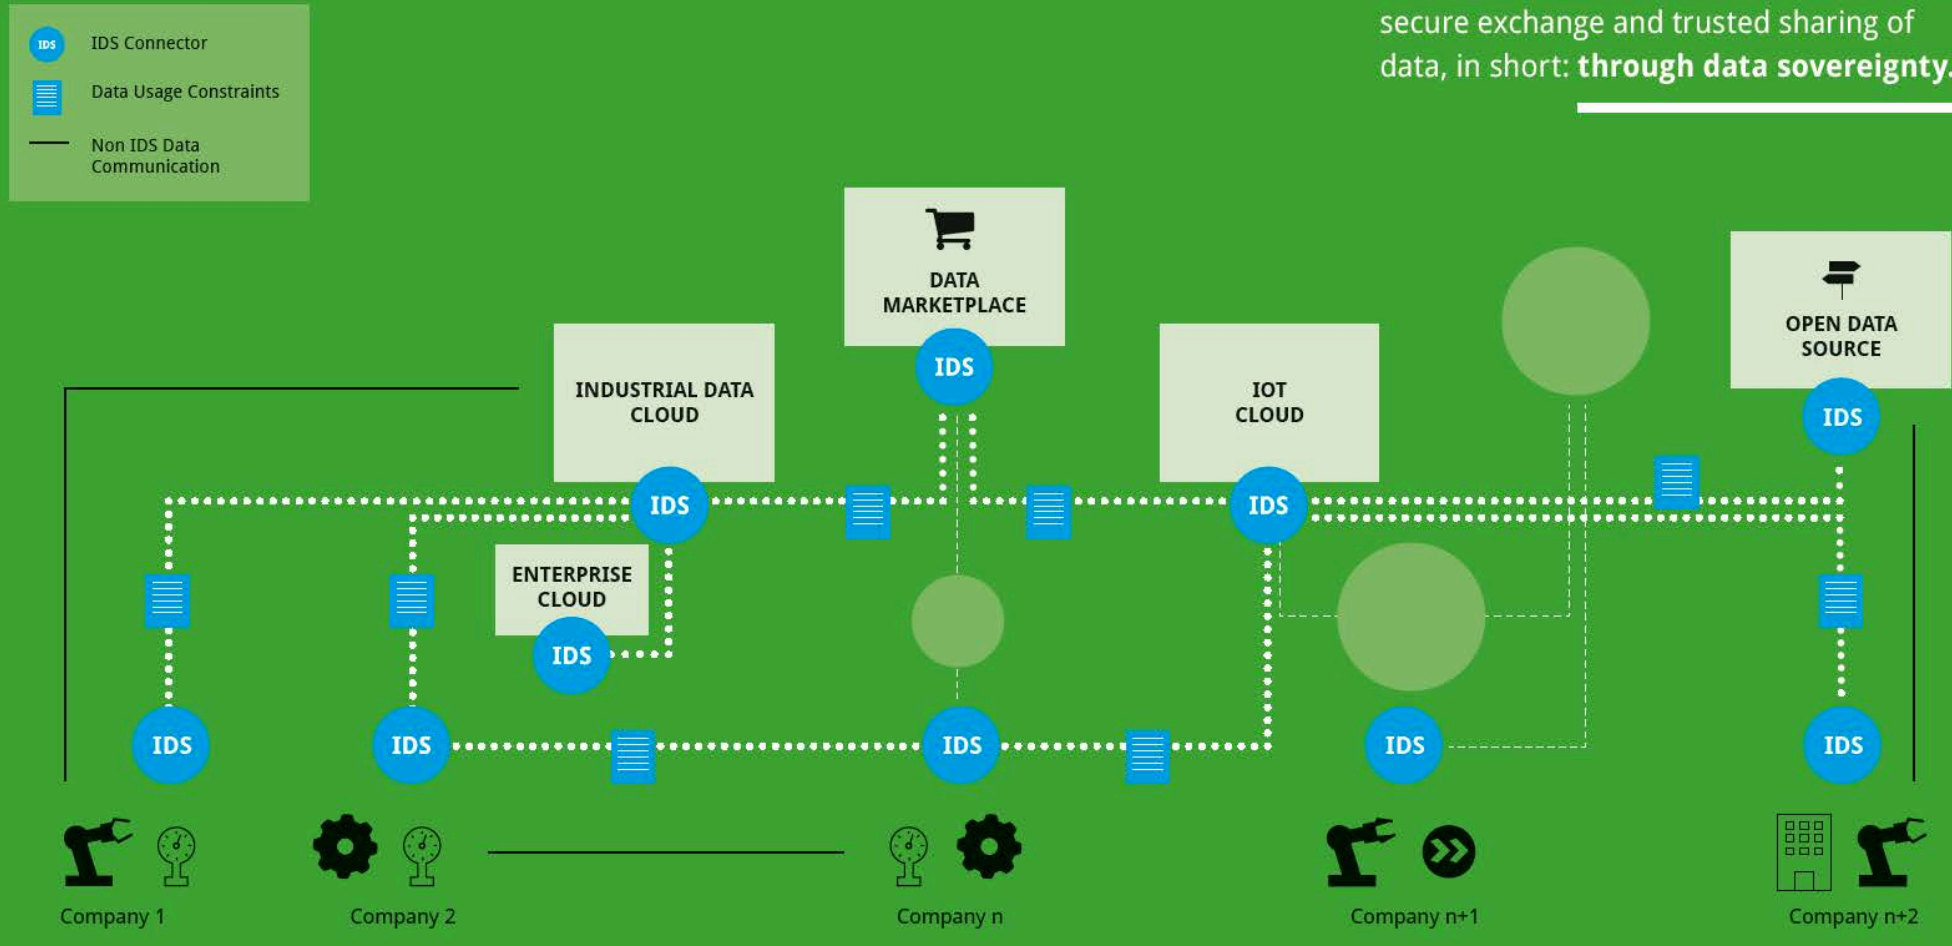 IDS
IDS Connector
Data Usage Constraints
Non IDS Data
Communication
secure exchange and trusted sharing of
data, in short: through data sovereignty.
DATA
MARKETPLACE
IDS
OPEN DATA
SOURCE
IDS
INDUSTRIAL DATA
CLOUD
IDS
IOT
CLOUD
IDS
ENTERPRISE
CLOUD
IDS
IDS
IDS
IDS
IDS
IDS
Company 1
Company 2
Company n
Company n+1
Company n+2